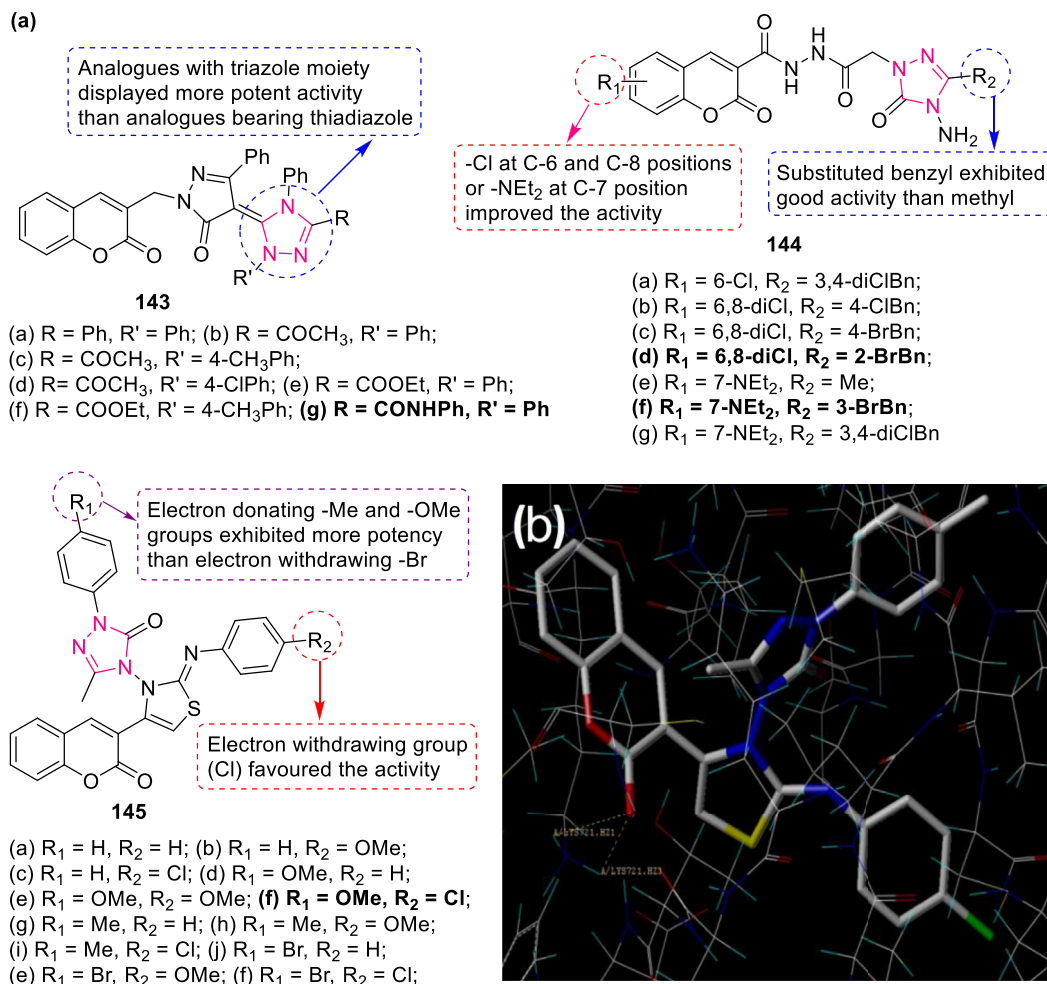 (a)
Analogues with triazole moiety
displayed more potent activity
than analogues bearing thiadiazole
Ph
N
N
Ph
N
R
O
O
O
N
N
R'
143
(a) R = Ph, R' = Ph; (b) R = COCH₃, R' = Ph;
(c) R = COCH₃, R' = 4-CH₃Ph;
(d) R= COCH₃, R' = 4-ClPh; (e) R = COOEt, R' = Ph;
(f) R = COOEt, R' = 4-CH₃Ph; (g) R = CONHPh, R' = Ph
R₁
O
O
O
N
H
H
N
O
N
N
R₂
O
N
NH₂
-Cl at C-6 and C-8 positions
or -NEt₂ at C-7 position
improved the activity
Substituted benzyl exhibited
good activity than methyl
144
(a) R₁ = 6-Cl, R₂ = 3,4-diClBn;
(b) R₁ = 6,8-diCl, R₂ = 4-ClBn;
(c) R₁ = 6,8-diCl, R₂ = 4-BrBn;
(d) R₁ = 6,8-diCl, R₂ = 2-BrBn;
(e) R₁ = 7-NEt₂, R₂ = Me;
(f) R₁ = 7-NEt₂, R₂ = 3-BrBn;
(g) R₁ = 7-NEt₂, R₂ = 3,4-diClBn
R₁
Electron donating -Me and -OMe
groups exhibited more potency
than electron withdrawing -Br
N
O
N
N
N
N
S
R₂
O
O
Electron withdrawing group
(Cl) favoured the activity
145
(a) R₁ = H, R₂ = H; (b) R₁ = H, R₂ = OMe;
(c) R₁ = H, R₂ = Cl; (d) R₁ = OMe, R₂ = H;
(e) R₁ = OMe, R₂ = OMe; (f) R₁ = OMe, R₂ = Cl;
(g) R₁ = Me, R₂ = H; (h) R₁ = Me, R₂ = OMe;
(i) R₁ = Me, R₂ = Cl; (j) R₁ = Br, R₂ = H;
(e) R₁ = Br, R₂ = OMe; (f) R₁ = Br, R₂ = Cl;
(b)
A/LYS721.HZ1
A/LYS721.HZ3